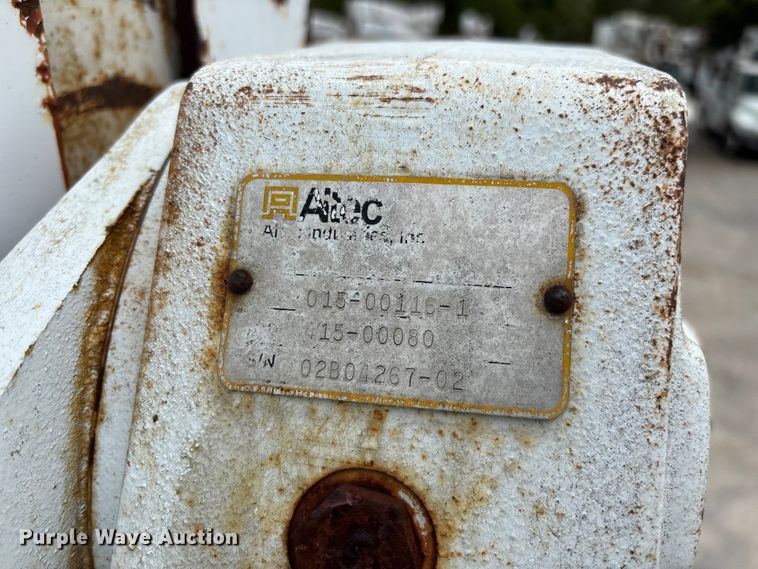 Altec
Altec Industries, Inc.
015-00116-1
415-00080
S/N 02B04267-02
Purple Wave Auction